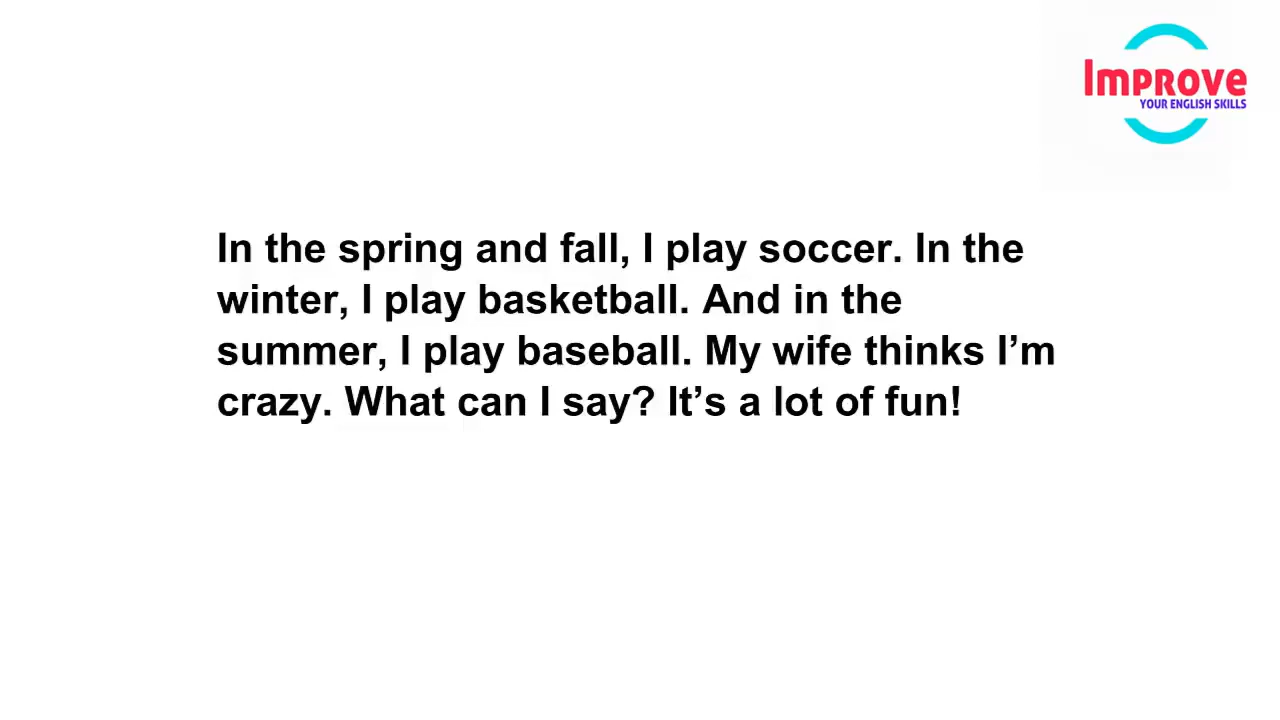 Improve
YOUR ENGLISH SKILLS
In the spring and fall, I play soccer. In the
winter, I play basketball. And in the
summer, I play baseball. My wife thinks I’m
crazy. What can I say? It’s a lot of fun!